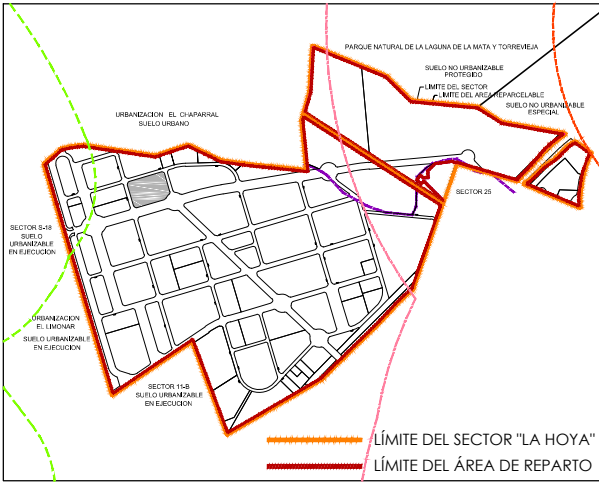 PARQUE NATURAL DE LA LAGUNA DE LA MATA Y TORREVIEJA
SUELO NO URBANIZABLE
PROTEGIDO
LIMITE DEL SECTOR
LIMITE DEL AREA REPARCELABLE
SUELO NO URBANIZABLE
ESPECIAL
URBANIZACION EL CHAPARRAL
SUELO URBANO
SECTOR 25
SECTOR S-18
SUELO
URBANIZABLE
EN EJECUCION
URBANIZACION
EL LIMONAR
SUELO URBANIZABLE
EN EJECUCION
SECTOR 11-B
SUELO URBANIZABLE
EN EJECUCION
LÍMITE DEL SECTOR "LA HOYA"
LÍMITE DEL ÁREA DE REPARTO